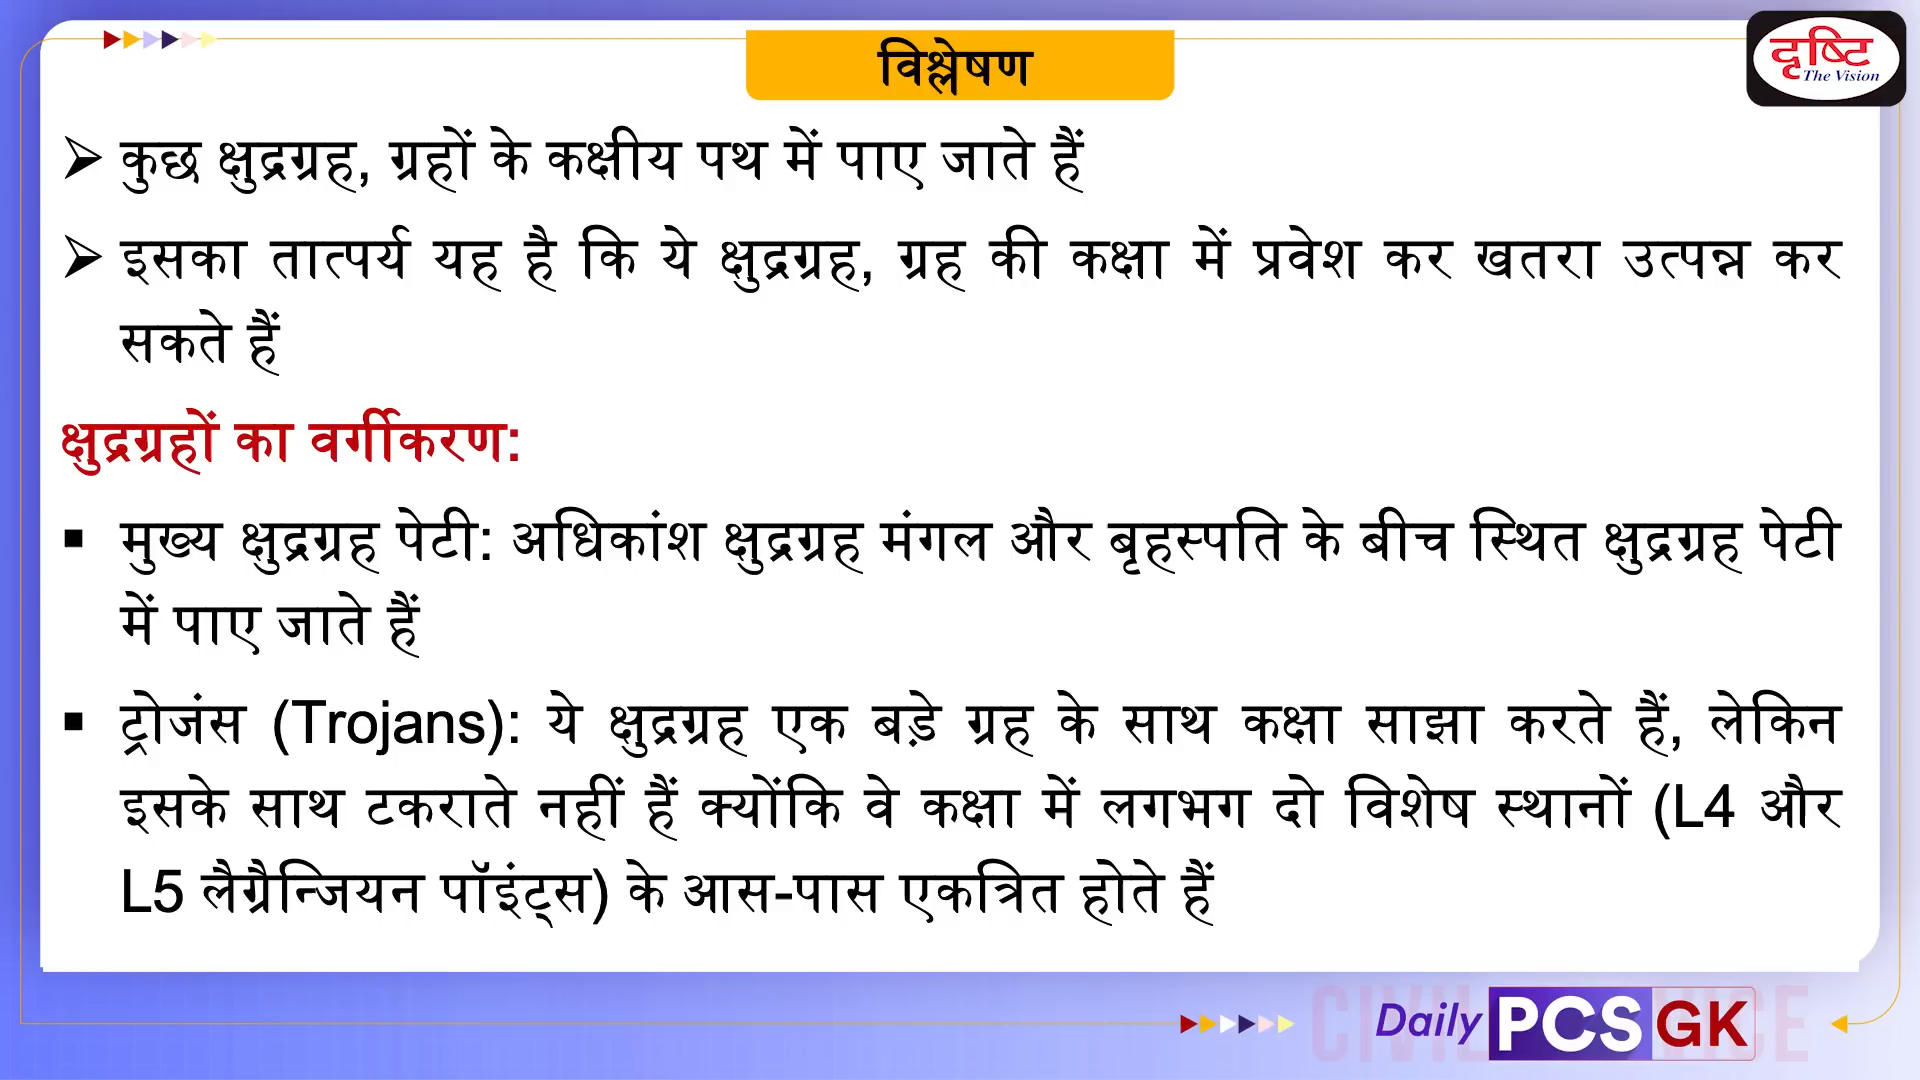 विश्लेषण
दृष्टि
The Vision
कुछ क्षुद्रग्रह, ग्रहों के कक्षीय पथ में पाए जाते हैं
इसका तात्पर्य यह है कि ये क्षुद्रग्रह, ग्रह की कक्षा में प्रवेश कर खतरा उत्पन्न कर
सकते हैं
क्षुद्रग्रहों का वर्गीकरण:
मुख्य क्षुद्रग्रह पेटी: अधिकांश क्षुद्रग्रह मंगल और बृहस्पति के बीच स्थित क्षुद्रग्रह पेटी
में पाए जाते हैं
ट्रोजंस (Trojans): ये क्षुद्रग्रह एक बड़े ग्रह के साथ कक्षा साझा करते हैं, लेकिन
इसके साथ टकराते नहीं हैं क्योंकि वे कक्षा में लगभग दो विशेष स्थानों (L4 और
L5 लैग्रैन्जियन पॉइंट्स) के आस-पास एकत्रित होते हैं
Daily PCS GK